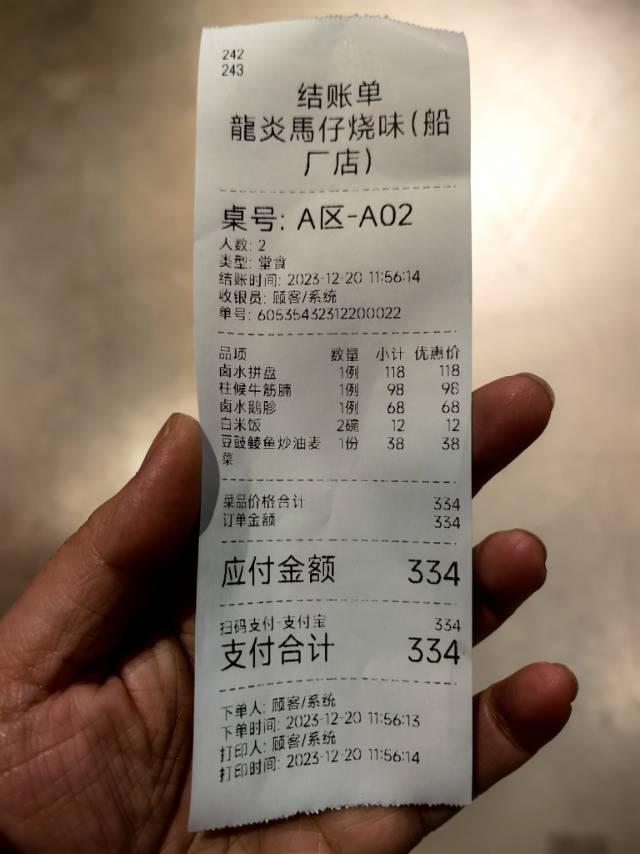 242
243
结账单
龍炎馬仔烧味(船
厂店)
桌号: A区-A02
人数: 2
类型: 堂食
结账时间: 2023-12-20 11:56:14
收银员: 顾客/系统
单号: 60535432312200022
品项 数量 小计 优惠价
卤水拼盘 1例 118 118
柱候牛筋腩 1例 98 98
卤水鹅胗 1例 68 68
白米饭 2碗 12 12
豆豉鲮鱼炒油麦 1份 38 38
菜
菜品价格合计 334
订单金额 334
应付金额 334
扫码支付-支付宝 334
支付合计 334
下单人: 顾客/系统
下单时间: 2023-12-20 11:56:13
打印人: 顾客/系统
打印时间: 2023-12-20 11:56:14